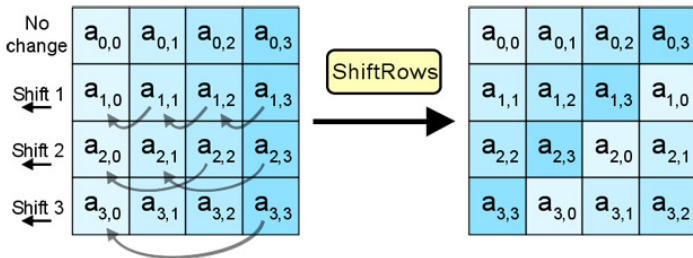 No change a0,0 a0,1 a0,2 a0,3
Shift 1 a1,0 a1,1 a1,2 a1,3
Shift 2 a2,0 a2,1 a2,2 a2,3
Shift 3 a3,0 a3,1 a3,2 a3,3
ShiftRows
a0,0 a0,1 a0,2 a0,3
a1,1 a1,2 a1,3 a1,0
a2,2 a2,3 a2,0 a2,1
a3,3 a3,0 a3,1 a3,2